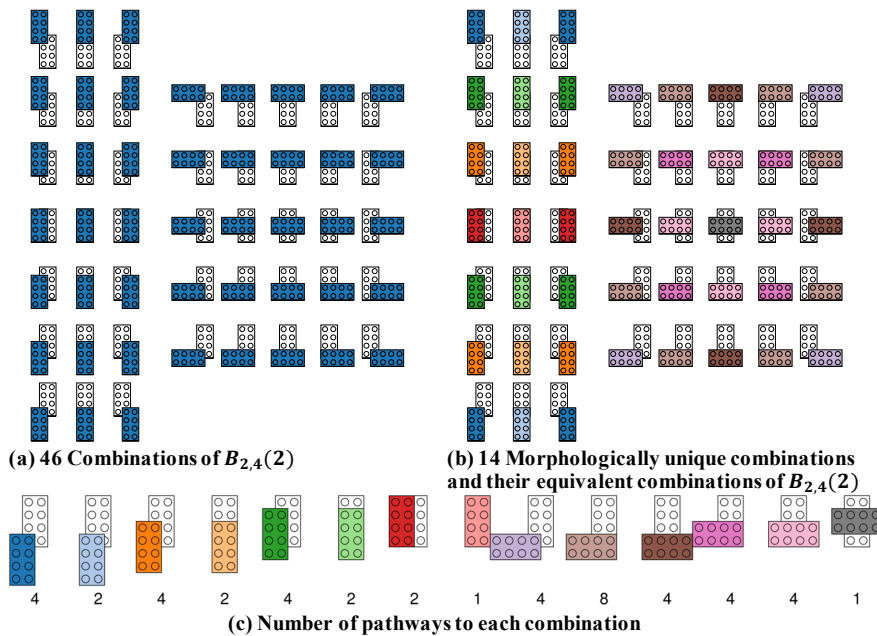 (a) 46 Combinations of B₂,₄(2)
(b) 14 Morphologically unique combinations
and their equivalent combinations of B₂,₄(2)
4 2 4 2 4 2 2 1 4 8 4 4 4 1
(c) Number of pathways to each combination